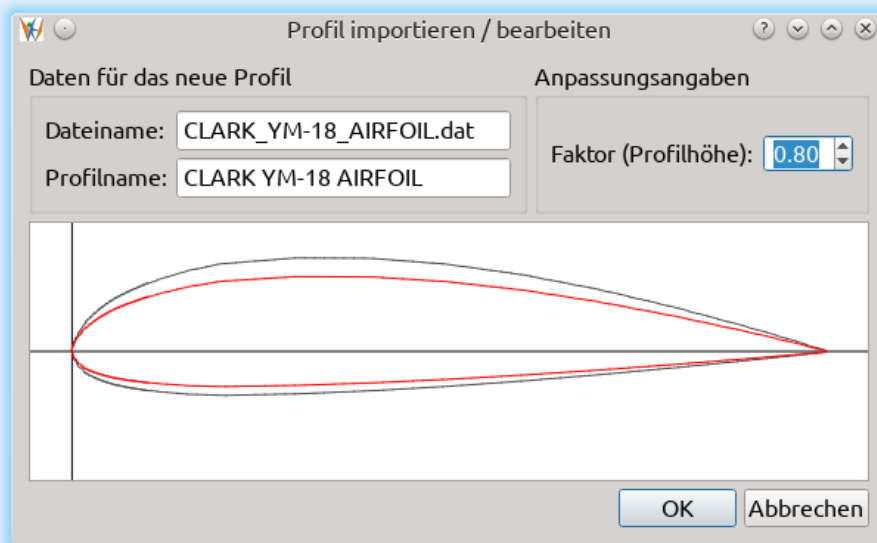 Profil importieren / bearbeiten
Daten für das neue Profil
Dateiname: CLARK_YM-18_AIRFOIL.dat
Profilname: CLARK YM-18 AIRFOIL
Anpassungsangaben
Faktor (Profilhöhe): 0.80
OK
Abbrechen